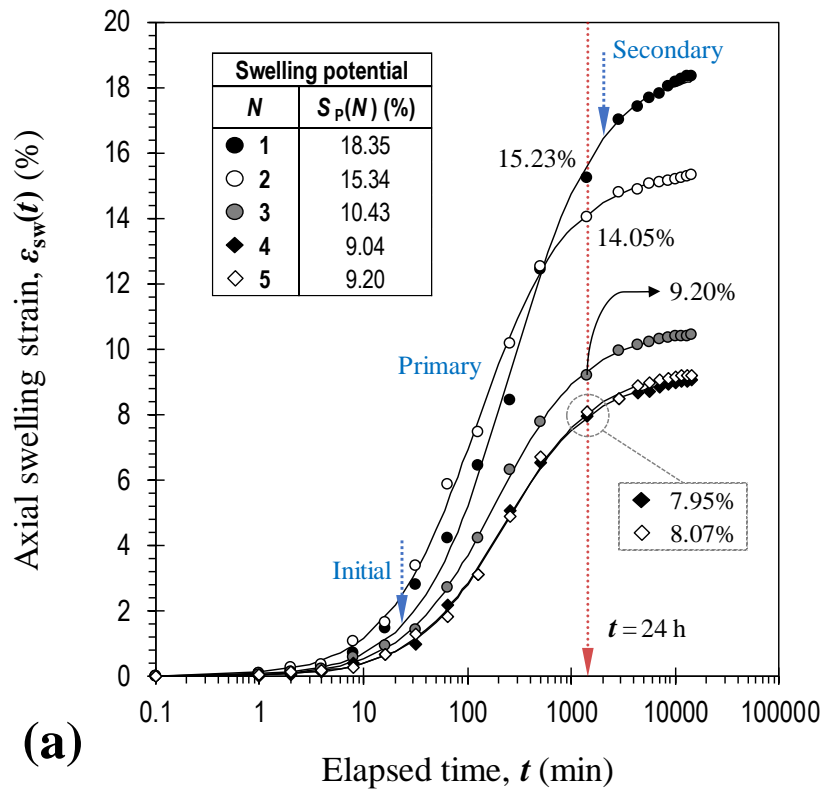 Swelling potential
N S P(N) (%)
1 18.35
2 15.34
3 10.43
4 9.04
5 9.20
Secondary
15.23%
14.05%
9.20%
Primary
7.95%
8.07%
Initial
t = 24 h
Axial swelling strain, εsw(t) (%)
20
18
16
14
12
10
8
6
4
2
0
0.1 1 10 100 1000 10000 100000
(a)
Elapsed time, t (min)